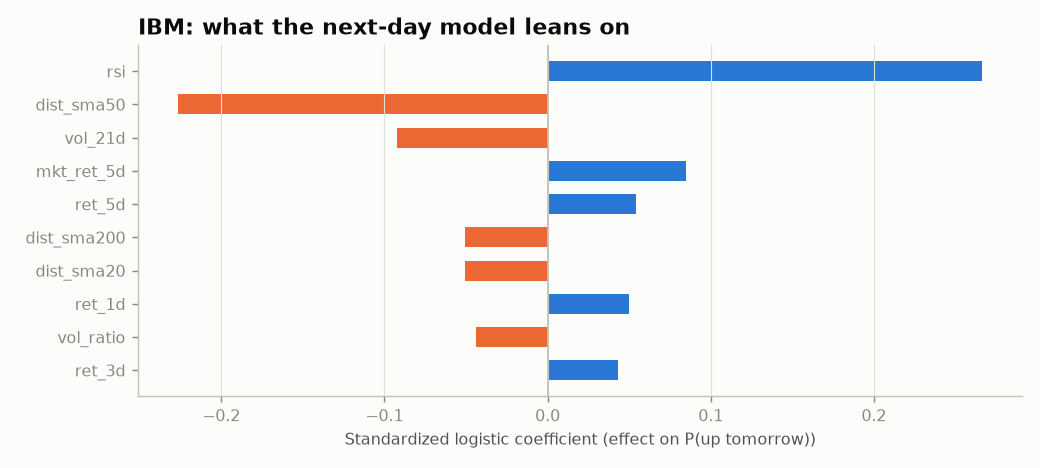 IBM: what the next-day model leans on
rsi
dist_sma50
vol_21d
mkt_ret_5d
ret_5d
dist_sma200
dist_sma20
ret_1d
vol_ratio
ret_3d
−0.2 −0.1 0.0 0.1 0.2
Standardized logistic coefficient (effect on P(up tomorrow))